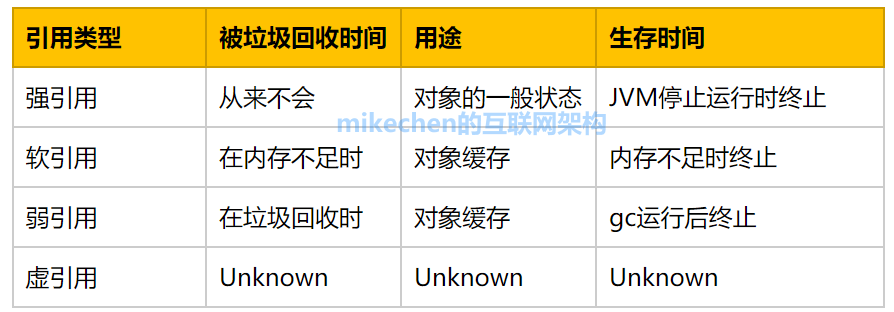 引用类型 被垃圾回收时间 用途 生存时间
强引用 从来不会 对象的一般状态 JVM停止运行时终止
mikechen的互联网架构
软引用 在内存不足时 对象缓存 内存不足时终止
弱引用 在垃圾回收时 对象缓存 gc运行后终止
虚引用 Unknown Unknown Unknown